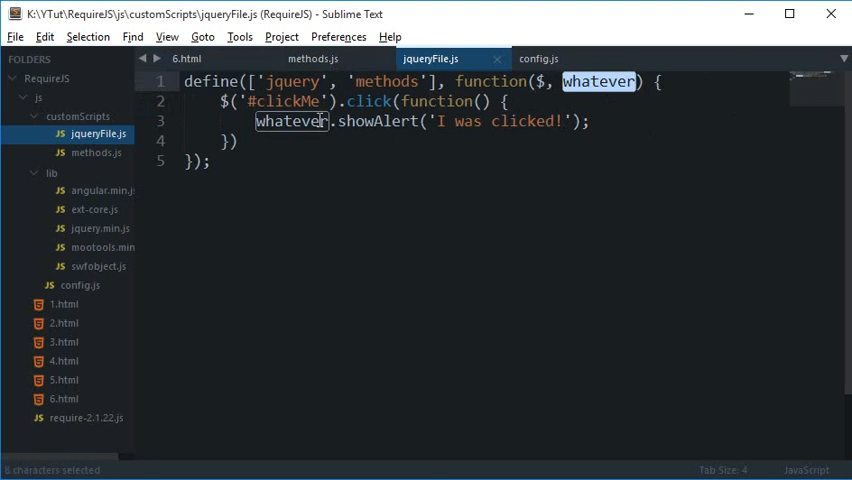 K:\YTut\RequireJS\js\customScripts\jqueryFile.js (RequireJS) - Sublime Text
File Edit Selection Find View Goto Tools Project Preferences Help
FOLDERS
RequireJS
js
customScripts
jqueryFile.js
methods.js
lib
angular.min.js
ext-core.js
jquery.min.js
mootools.min
swfobject.js
config.js
1.html
2.html
3.html
4.html
5.html
6.html
require-2.1.22.js
6.html methods.js jqueryFile.js config.js
1 define(['jquery', 'methods'], function($, whatever) {
2 $('#clickMe').click(function() {
3 whatever.showAlert('I was clicked!');
4 })
5 });
8 characters selected Tab Size: 4 JavaScript